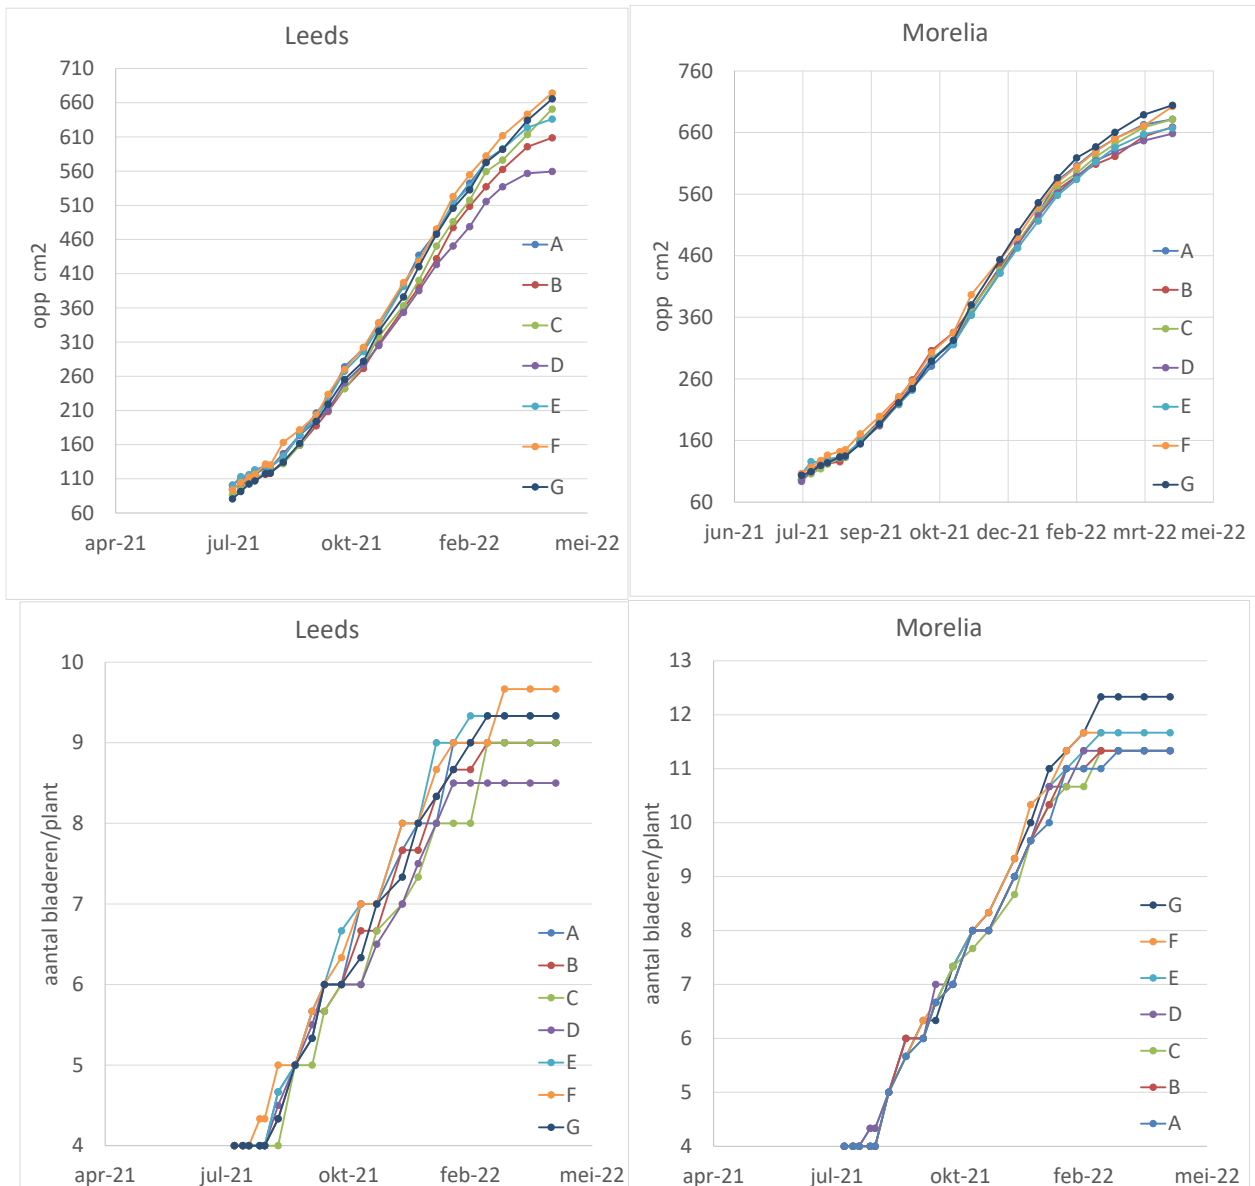 Leeds
710
660
610
560
510
460
410
360
310
260
210
160
110
60
opp cm2
apr-21 jul-21 okt-21 feb-22 mei-22
A
B
C
D
E
F
G
Morelia
760
660
560
460
360
260
160
60
opp cm2
jun-21 jul-21 sep-21 okt-21 dec-21 feb-22 mrt-22 mei-22
A
B
C
D
E
F
G
Leeds
10
9
8
7
6
5
4
aantal bladeren/plant
apr-21 jul-21 okt-21 feb-22 mei-22
A
B
C
D
E
F
G
Morelia
13
12
11
10
9
8
7
6
5
4
aantal bladeren/plant
apr-21 jul-21 okt-21 feb-22 mei-22
G
F
E
D
C
B
A